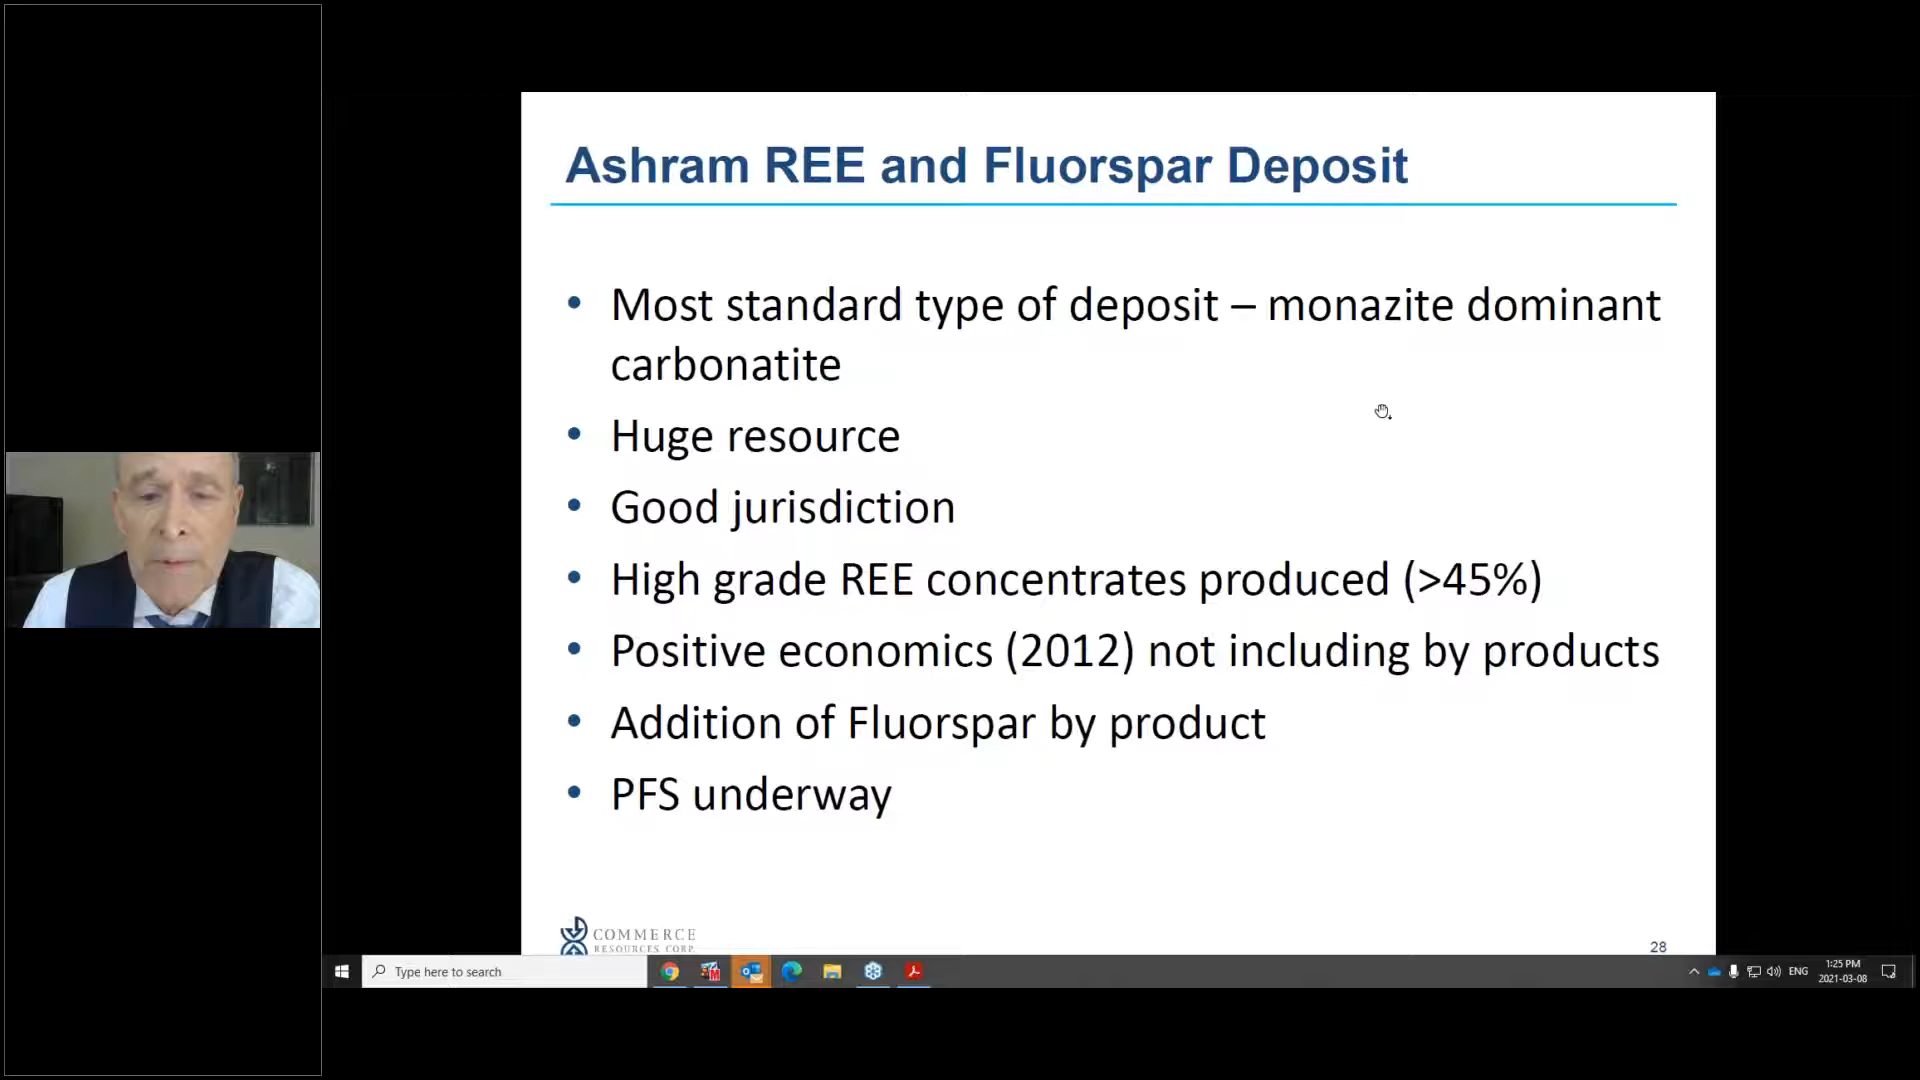 Ashram REE and Fluorspar Deposit
• Most standard type of deposit – monazite dominant
carbonatite
• Huge resource
• Good jurisdiction
• High grade REE concentrates produced (>45%)
• Positive economics (2012) not including by products
• Addition of Fluorspar by product
• PFS underway
COMMERCE
RESOURCES CORP.
28
Type here to search
ENG
1:25 PM
2021-03-08